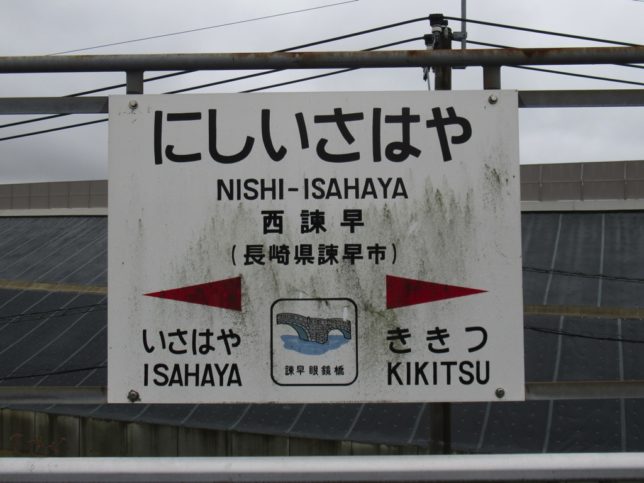 にしいさはや
NISHI-ISAHAYA
西諫早
(長崎県諫早市)
いさはや
ISAHAYA
諫早眼鏡橋
ききつ
KIKITSU